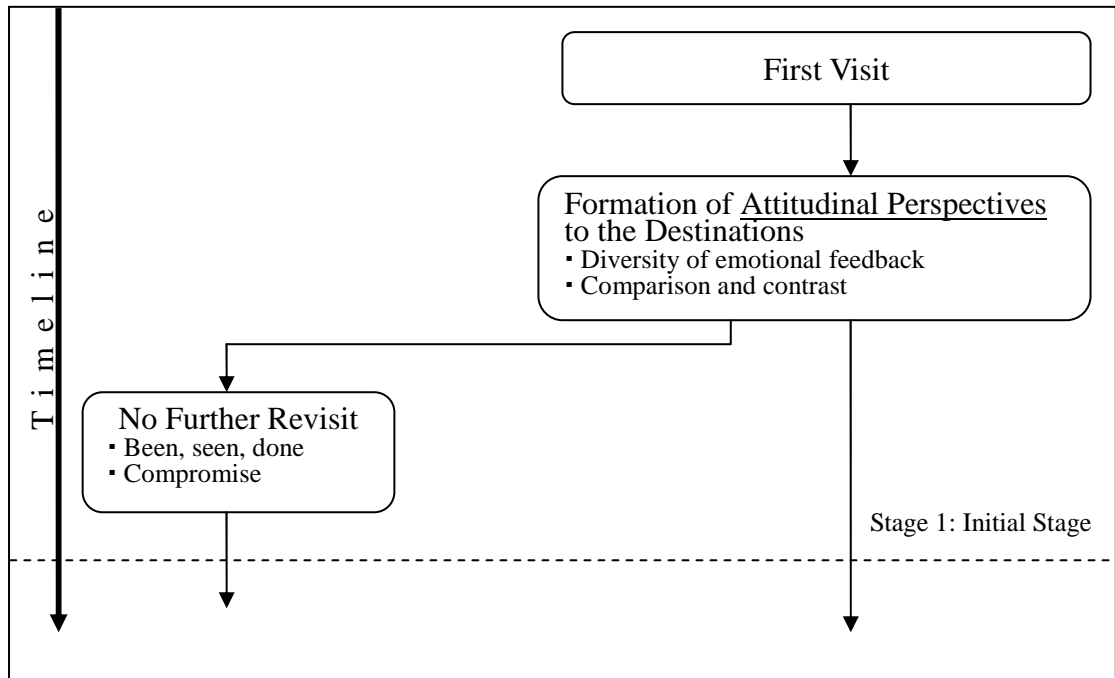 First Visit
Formation of Attitudinal Perspectives
to the Destinations
▪ Diversity of emotional feedback
▪ Comparison and contrast
Timeline
No Further Revisit
▪ Been, seen, done
▪ Compromise
Stage 1: Initial Stage